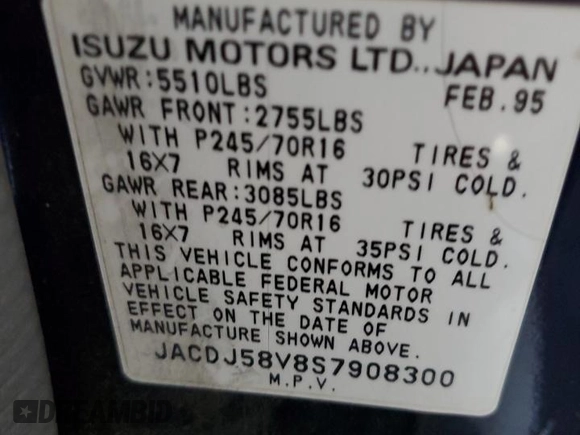 MANUFACTURED BY
ISUZU MOTORS LTD., JAPAN
GVWR:5510LBS FEB.95
GAWR FRONT:2755LBS
WITH P245/70R16 TIRES &
16X7 RIMS AT 30PSI COLD.
GAWR REAR:3085LBS
WITH P245/70R16 TIRES &
16X7 RIMS AT 35PSI COLD.
THIS VEHICLE CONFORMS TO ALL
APPLICABLE FEDERAL MOTOR
VEHICLE SAFETY STANDARDS IN
EFFECT ON THE DATE OF
MANUFACTURE SHOWN ABOVE.
JACDJ58V8S7908300
M.P.V.
DREAMBID